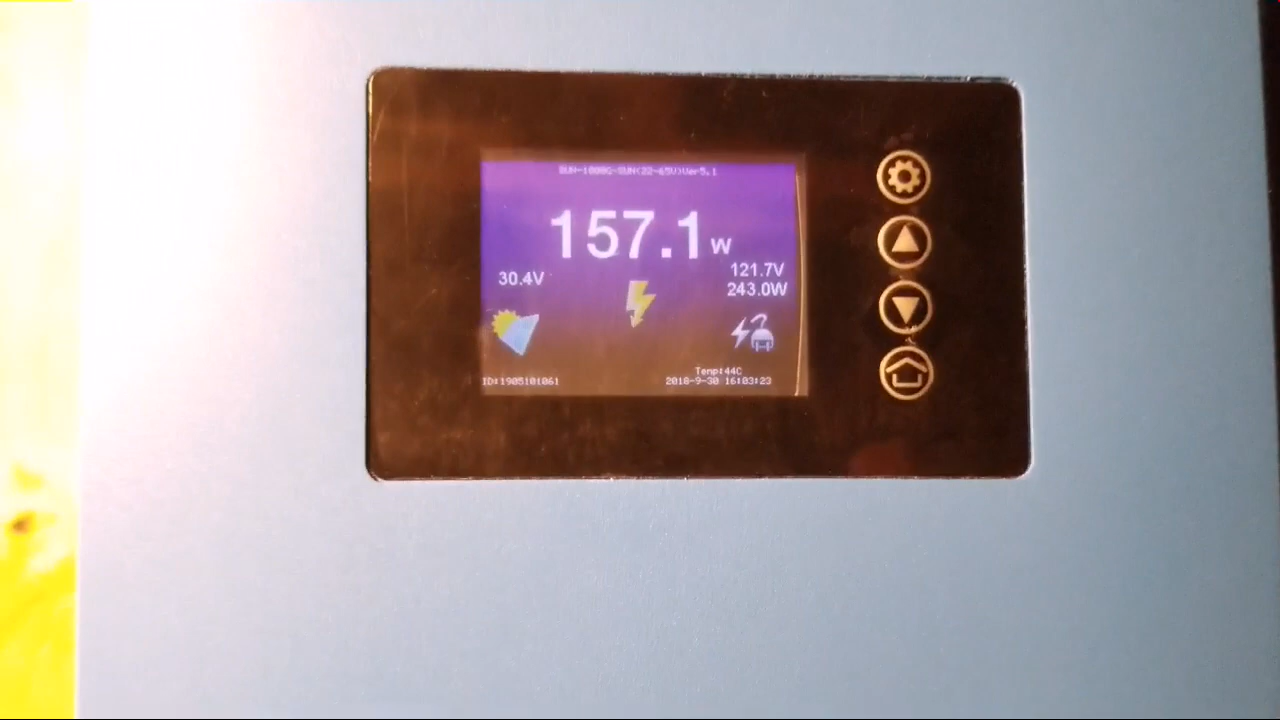 SUN-1000G-SUN(22-65V)Ver5.1
157.1W
30.4V
121.7V
243.0W
Temp:44C
ID:1905101061
2018-9-30 16:03:23